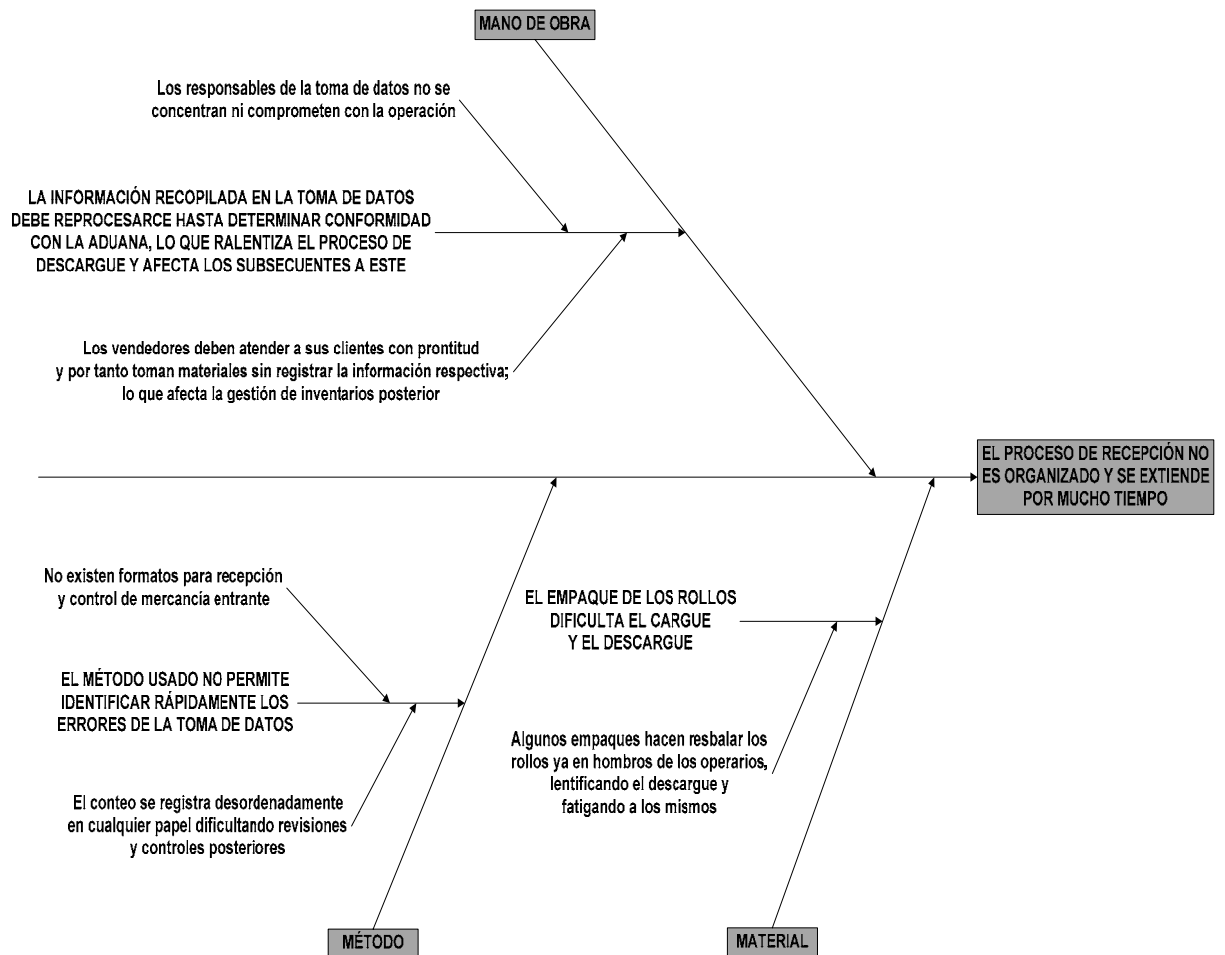 MANO DE OBRA
Los responsables de la toma de datos no se
concentran ni comprometen con la operación
LA INFORMACIÓN RECOPILADA EN LA TOMA DE DATOS
DEBE REPROCESARCE HASTA DETERMINAR CONFORMIDAD
CON LA ADUANA, LO QUE RALENTIZA EL PROCESO DE
DESCARGUE Y AFECTA LOS SUBSECUENTES A ESTE
Los vendedores deben atender a sus clientes con prontitud
y por tanto toman materiales sin registrar la información respectiva;
lo que afecta la gestión de inventarios posterior
EL PROCESO DE RECEPCIÓN NO
ES ORGANIZADO Y SE EXTIENDE
POR MUCHO TIEMPO
No existen formatos para recepción
y control de mercancía entrante
EL MÉTODO USADO NO PERMITE
IDENTIFICAR RÁPIDAMENTE LOS
ERRORES DE LA TOMA DE DATOS
El conteo se registra desordenadamente
en cualquier papel dificultando revisiones
y controles posteriores
EL EMPAQUE DE LOS ROLLOS
DIFICULTA EL CARGUE
Y EL DESCARGUE
Algunos empaques hacen resbalar los
rollos ya en hombros de los operarios,
lentificando el descargue y
fatigando a los mismos
MÉTODO
MATERIAL